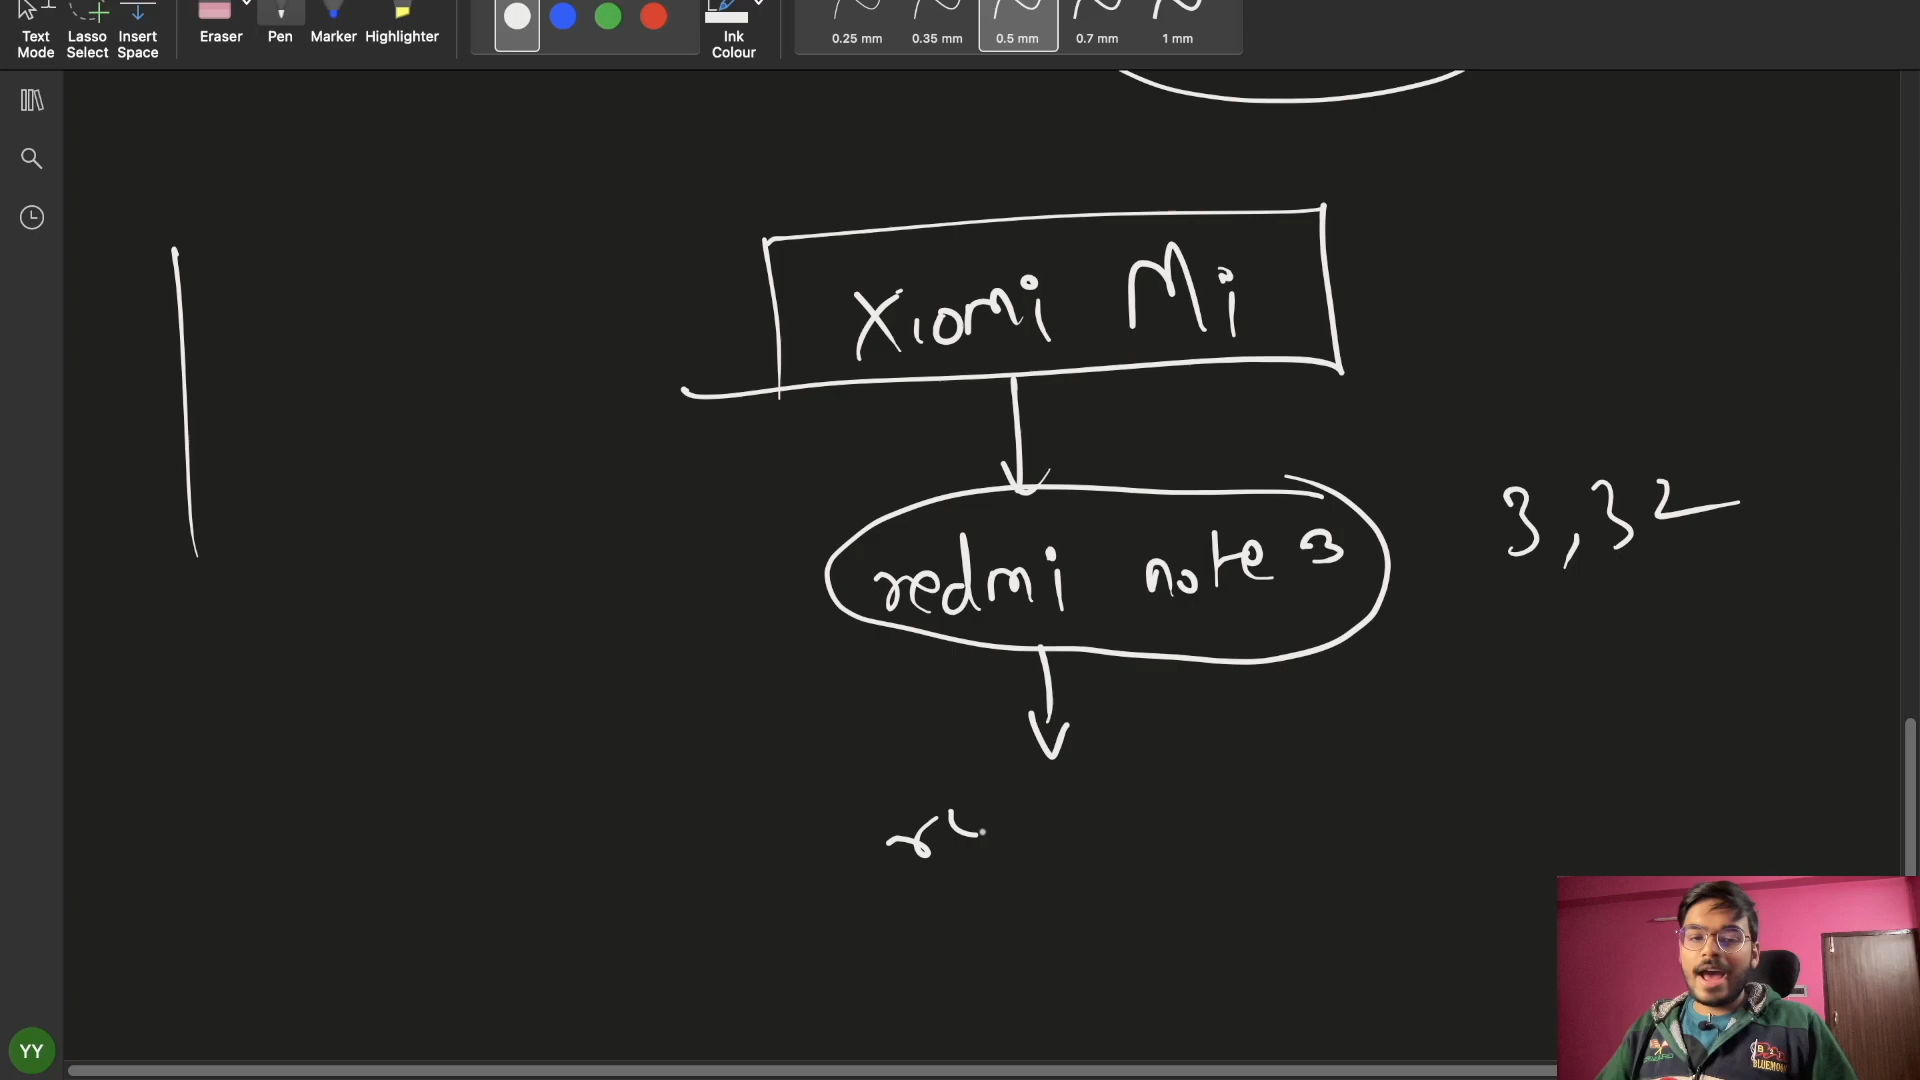 Text Mode
Lasso Select
Insert Space
Eraser
Pen
Marker
Highlighter
Ink Colour
0.25 mm
0.35 mm
0.5 mm
0.7 mm
1 mm
Xiomi Mi
redmi note 3
3, 32
YY